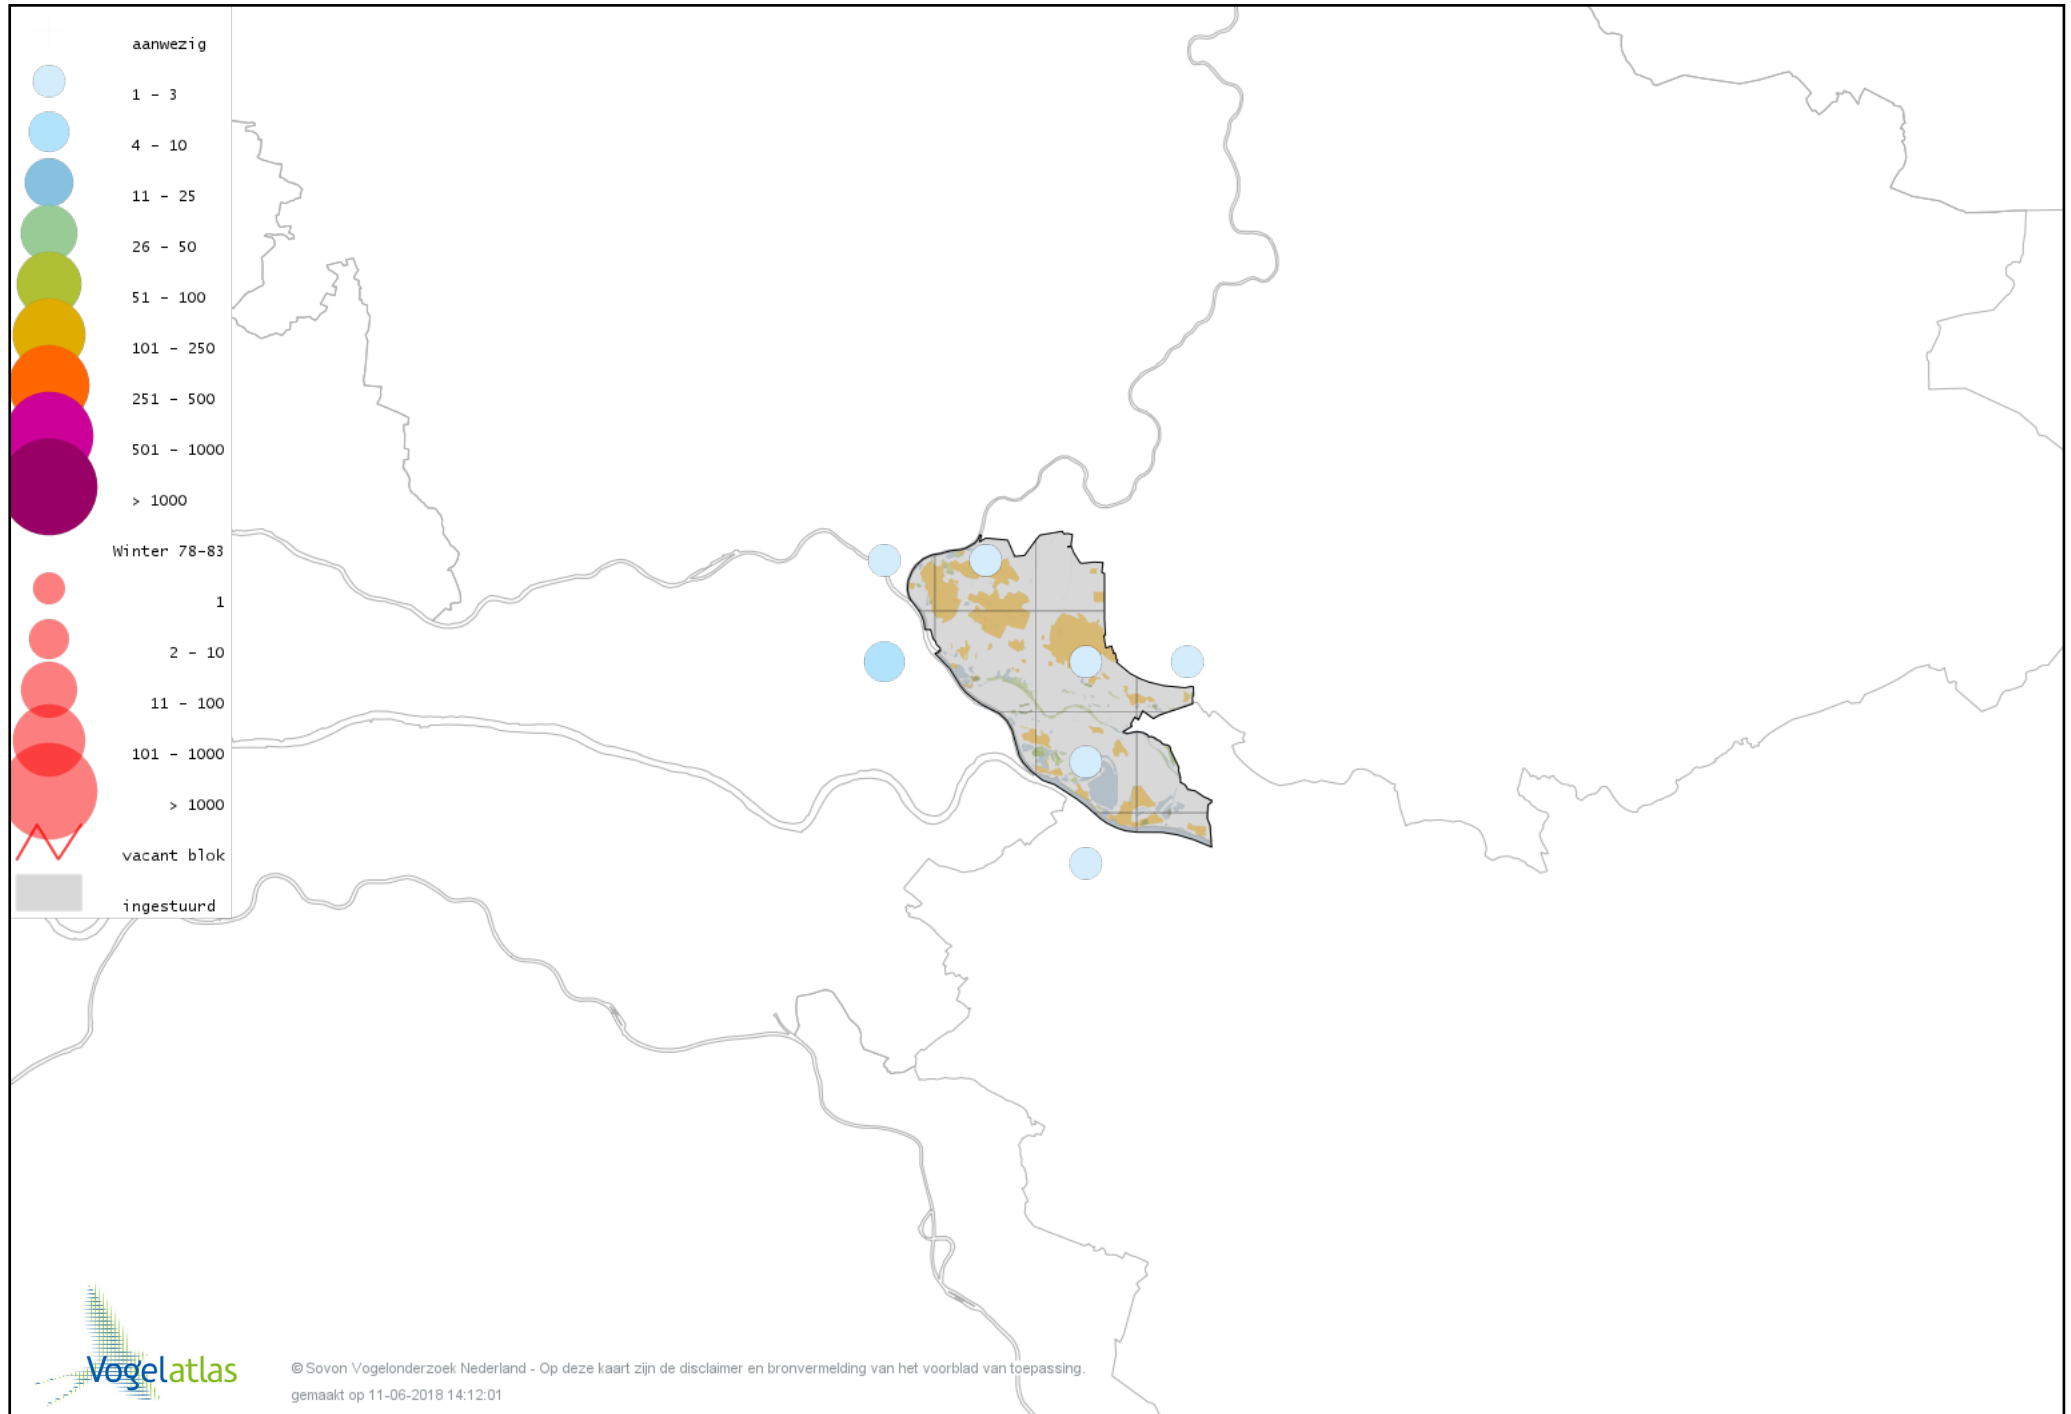 aanwezig
1 - 3
4 - 10
11 - 25
26 - 50
51 - 100
101 - 250
251 - 500
501 - 1000
> 1000
Winter 78-83
1
2 - 10
11 - 100
101 - 1000
> 1000
vacant blok
ingestuurd
Vogelatlas
© Sovon Vogelonderzoek Nederland - Op deze kaart zijn de disclaimer en bronvermelding van het voorblad van toepassing.
gemaakt op 11-06-2018 14:12:01